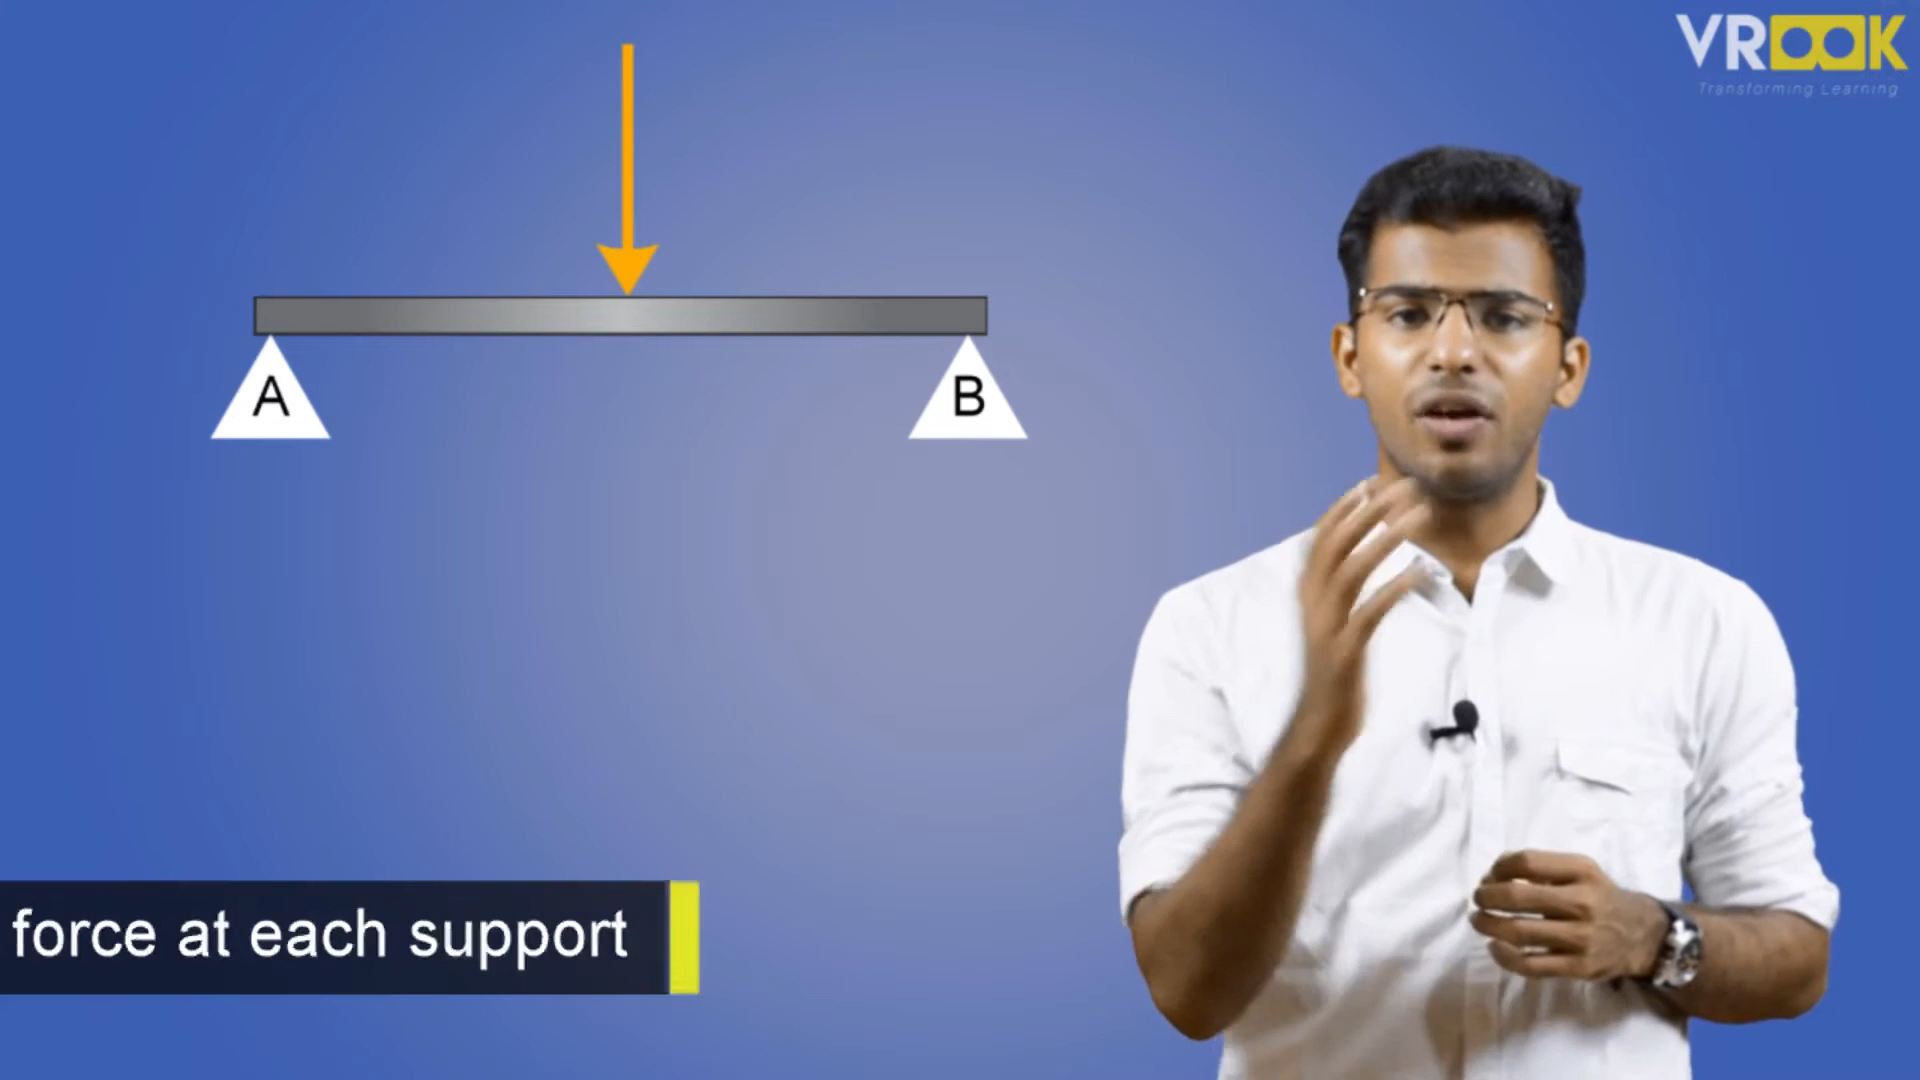 VROOK
Transforming Learning
A
B
force at each support